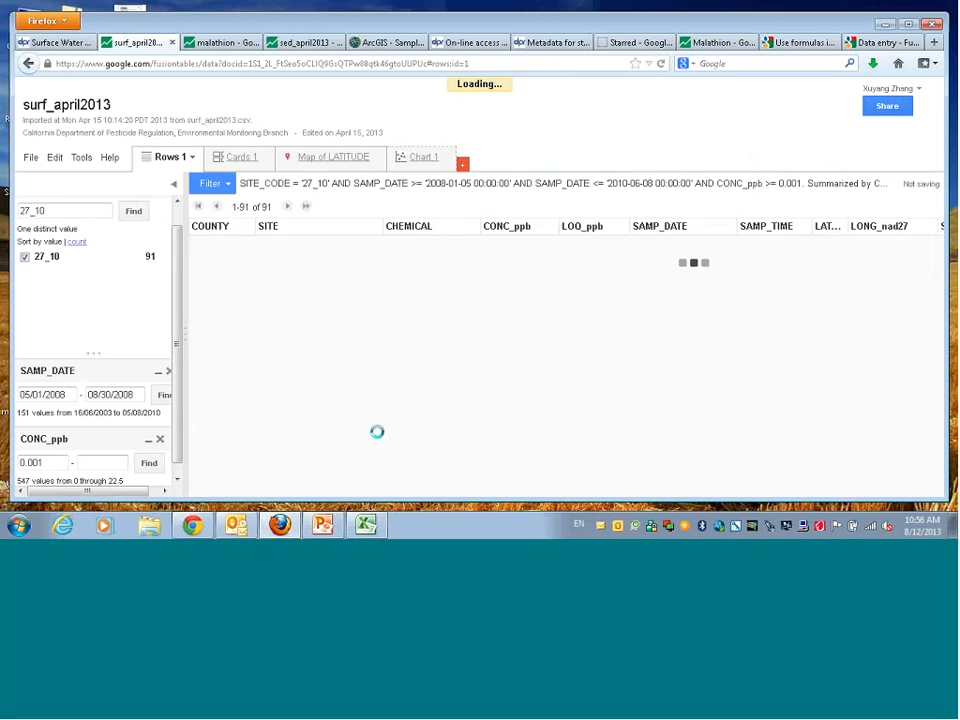 Firefox
Surface Water ... surf_april20... malathion - Go... sed_april2013 - ... ArcGIS - Sampl... On-line access ... Metadata for st... Starred - Googl... Malathion - Go... Use formulas i... Data entry - Fu...
https://www.google.com/fusiontables/data?docid=1S1_2L_FtSeo5oCLIQ9GsQTPw88qtk46gtoUUPUc#rows:id=1 Google
Loading...
surf_april2013
Xuyang Zhang
Share
Imported at Mon Apr 15 10:14:20 PDT 2013 from surf_april2013.csv.
California Department of Pesticide Regulation, Environmental Monitoring Branch - Edited on April 15, 2013
File Edit Tools Help Rows 1 Cards 1 Map of LATITUDE Chart 1
Filter SITE_CODE = '27_10' AND SAMP_DATE >= '2008-01-05 00:00:00' AND SAMP_DATE <= '2010-06-08 00:00:00' AND CONC_ppb >= 0.001. Summarized by C... Not saving
1-91 of 91
27_10 Find
One distinct value
Sort by value | count
27_10 91
COUNTY SITE CHEMICAL CONC_ppb LOQ_ppb SAMP_DATE SAMP_TIME LAT... LONG_nad27 S
SAMP_DATE
05/01/2008 - 08/30/2008 Find
151 values from 16/06/2003 to 05/08/2010
CONC_ppb
0.001 - Find
547 values from 0 through 22.5
EN
10:56 AM
8/12/2013